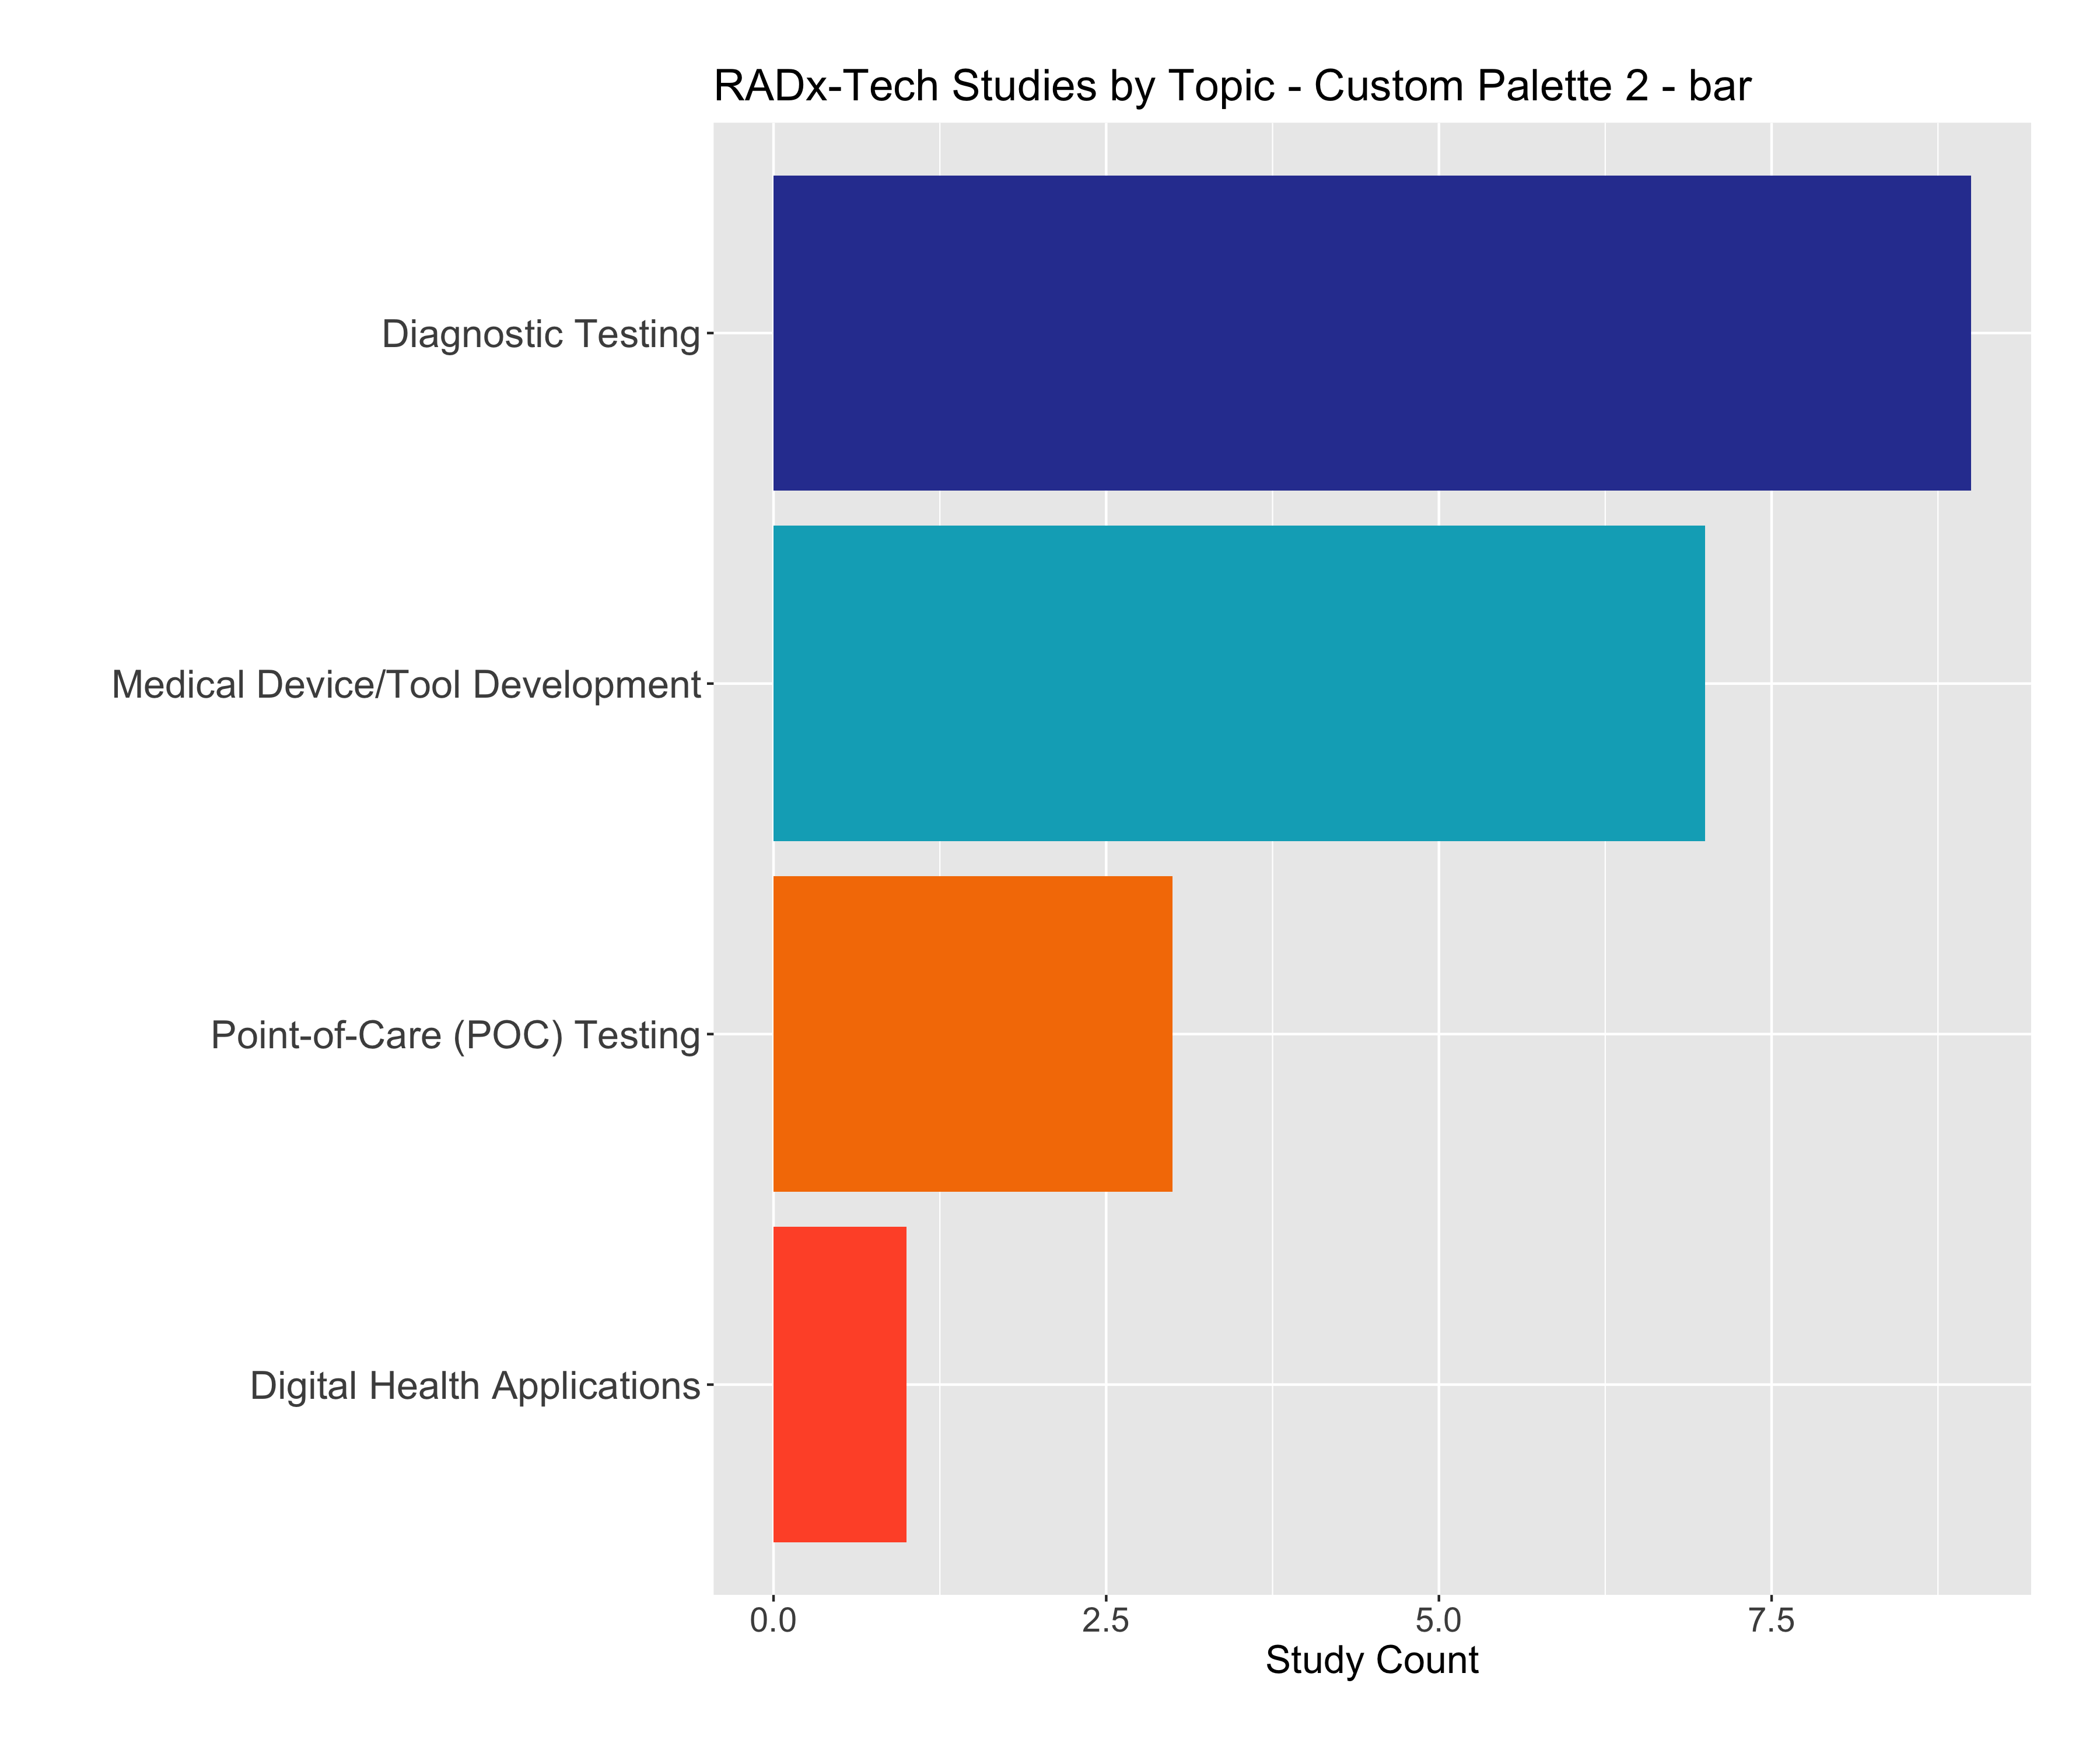 RADx-Tech Studies by Topic - Custom Palette 2 - bar
Diagnostic Testing
Medical Device/Tool Development
Point-of-Care (POC) Testing
Digital Health Applications
0.0 2.5 5.0 7.5
Study Count